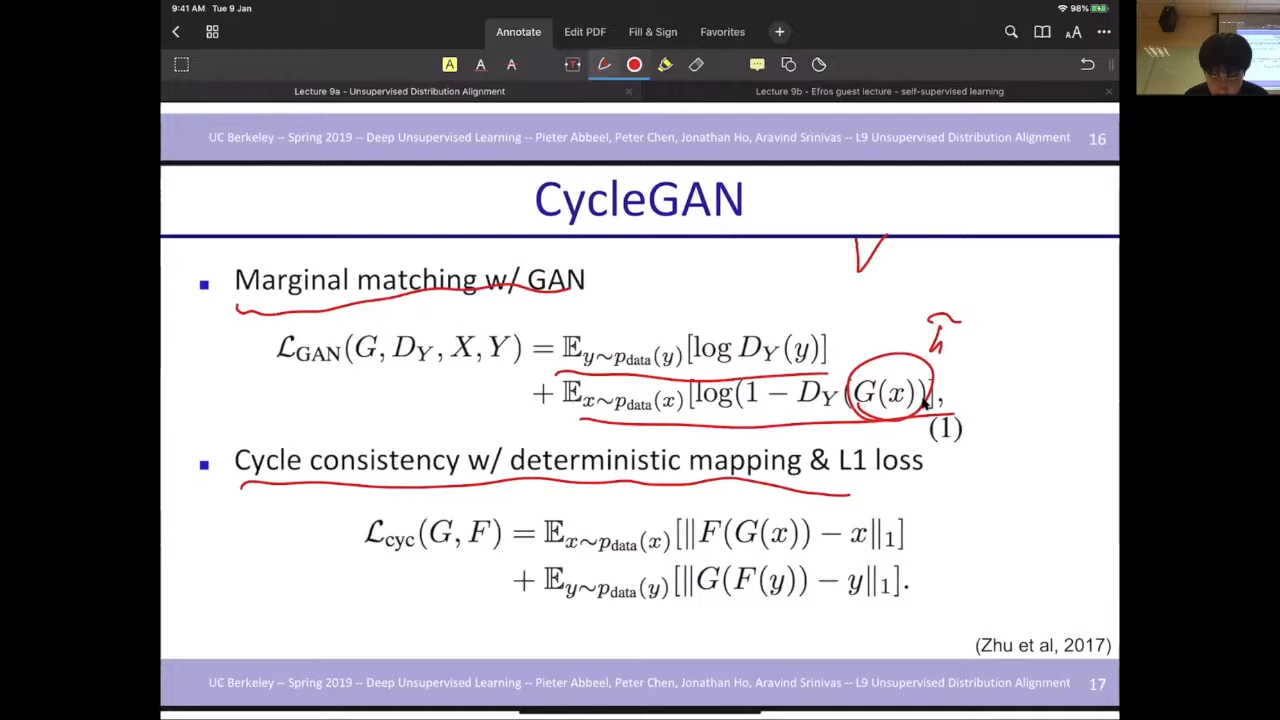 9:41 AM Tue 9 Jan
98%
Annotate Edit PDF Fill & Sign Favorites
Lecture 9a - Unsupervised Distribution Alignment
Lecture 9b - Efros guest lecture - self-supervised learning
UC Berkeley -- Spring 2019 -- Deep Unsupervised Learning -- Pieter Abbeel, Peter Chen, Jonathan Ho, Aravind Srinivas -- L9 Unsupervised Distribution Alignment 16
CycleGAN
Marginal matching w/ GAN
ℒ_GAN(G, D_Y, X, Y) = 𝔼_{y∼p_data(y)}[log D_Y(y)]
+ 𝔼_{x∼p_data(x)}[log(1 − D_Y(G(x))],
(1)
Cycle consistency w/ deterministic mapping & L1 loss
ℒ_cyc(G, F) = 𝔼_{x∼p_data(x)}[‖F(G(x)) − x‖₁]
+ 𝔼_{y∼p_data(y)}[‖G(F(y)) − y‖₁].
(Zhu et al, 2017)
UC Berkeley -- Spring 2019 -- Deep Unsupervised Learning -- Pieter Abbeel, Peter Chen, Jonathan Ho, Aravind Srinivas -- L9 Unsupervised Distribution Alignment 17